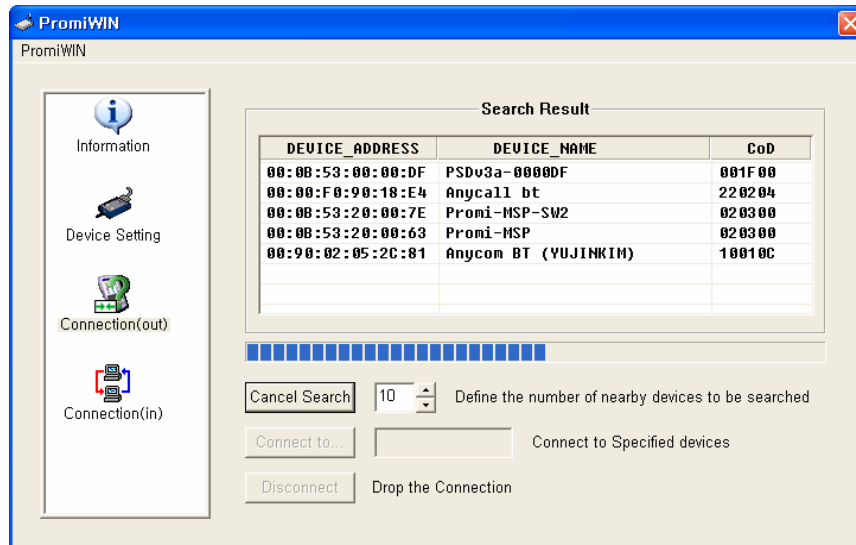 PromiWIN
PromiWIN
Information
Device Setting
Connection(out)
Connection(in)
Search Result
DEVICE_ADDRESS DEVICE_NAME CoD
00:0B:53:00:00:DF PSDv3a-0000DF 001F00
00:00:F0:90:18:E4 Anycall bt 220204
00:0B:53:20:00:7E Promi-MSP-SW2 020300
00:0B:53:20:00:63 Promi-MSP 020300
00:90:02:05:2C:81 Anycom BT (YUJINKIM) 10010C
Cancel Search 10 Define the number of nearby devices to be searched
Connect to... Connect to Specified devices
Disconnect Drop the Connection